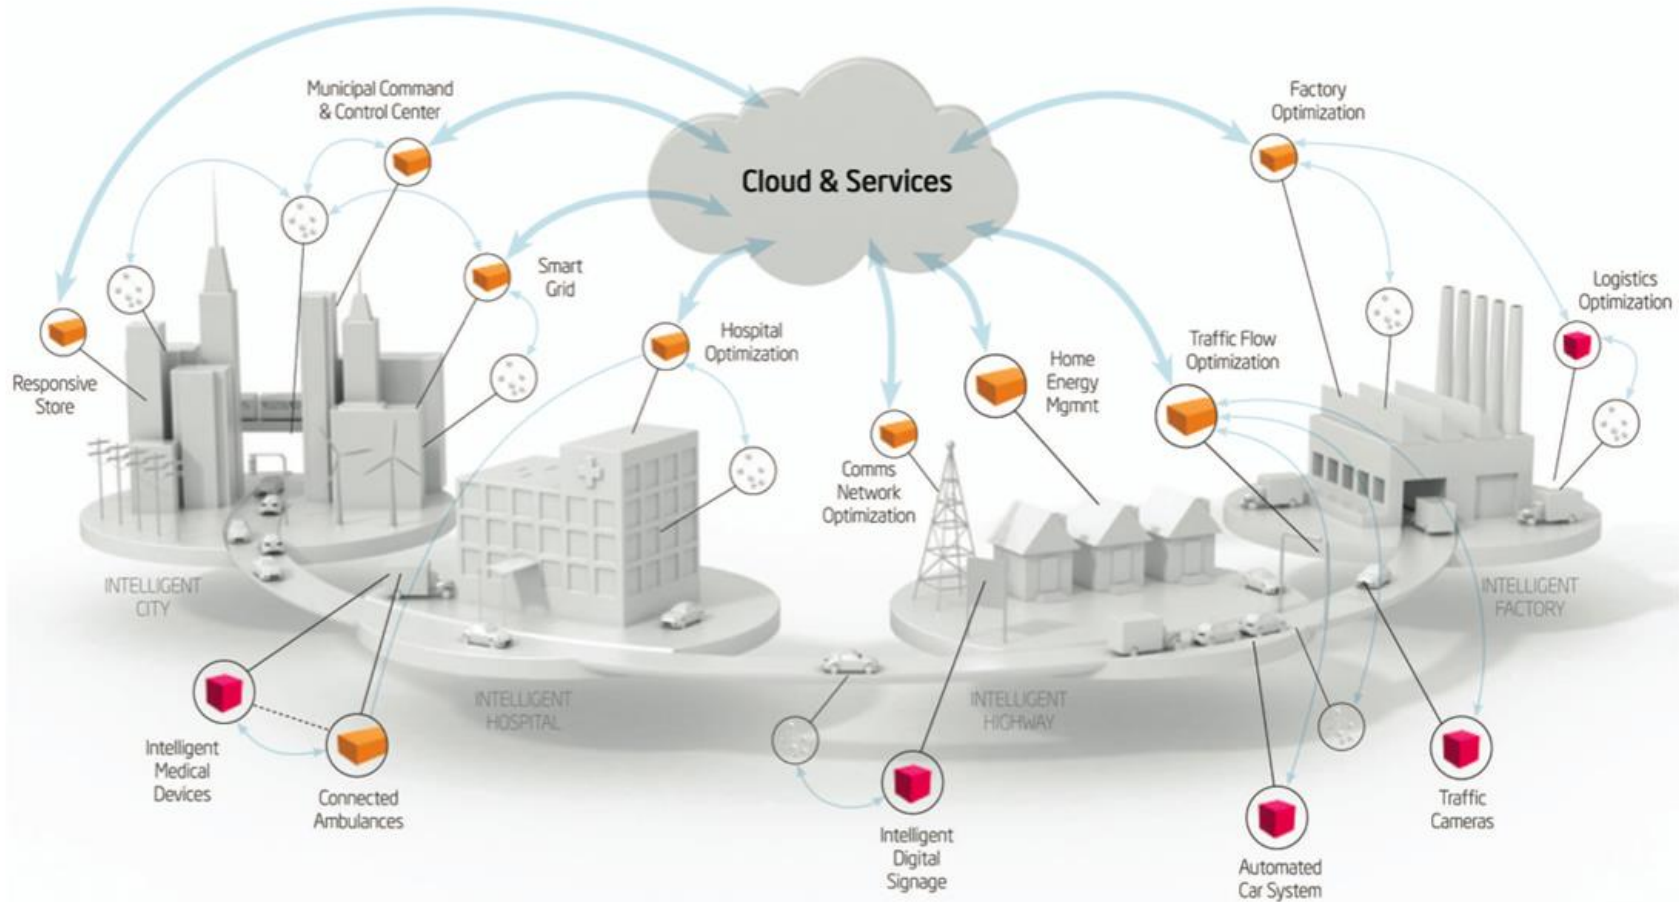 Municipal Command
& Control Center
Factory
Optimization
Cloud & Services
Smart
Grid
Logistics
Optimization
Hospital
Optimization
Traffic Flow
Optimization
Home
Energy
Mgmnt
Responsive
Store
Comms
Network
Optimization
INTELLIGENT
CITY
INTELLIGENT
FACTORY
INTELLIGENT
HOSPITAL
INTELLIGENT
HIGHWAY
Intelligent
Medical
Devices
Connected
Ambulances
Intelligent
Digital
Signage
Automated
Car System
Traffic
Cameras